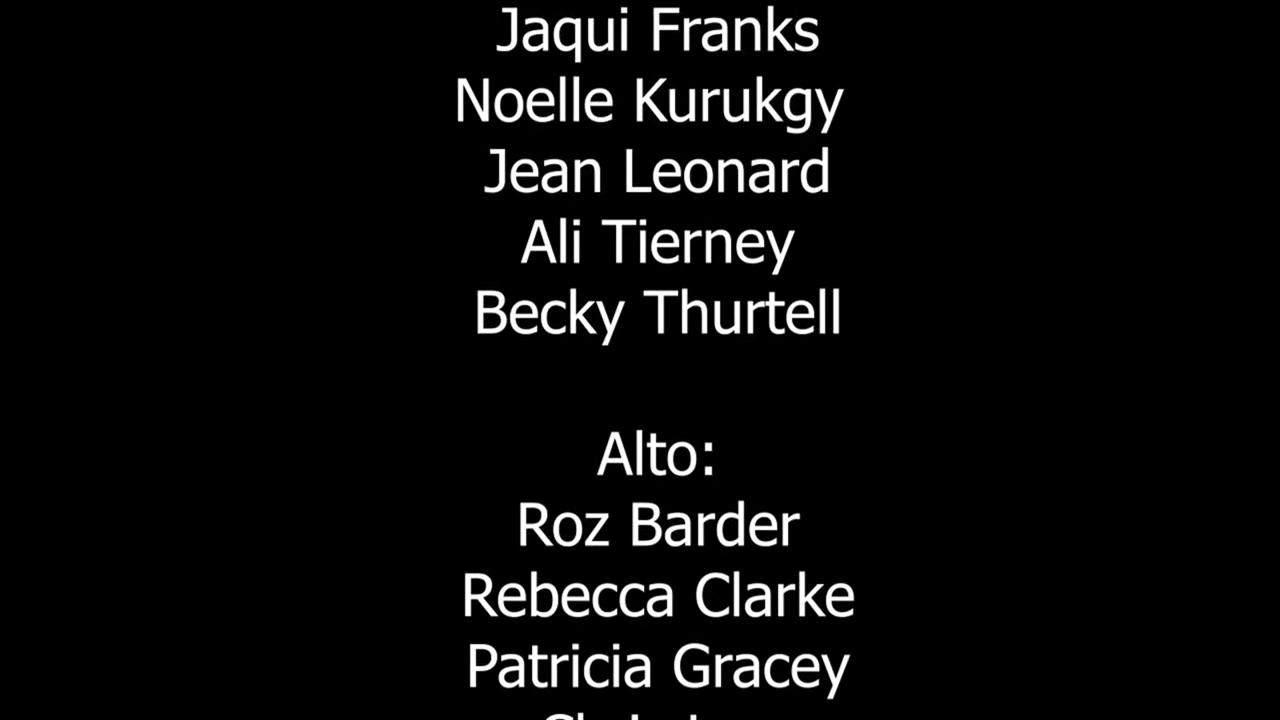 Jaqui Franks
Noelle Kurukgy
Jean Leonard
Ali Tierney
Becky Thurtell
Alto:
Roz Barder
Rebecca Clarke
Patricia Gracey